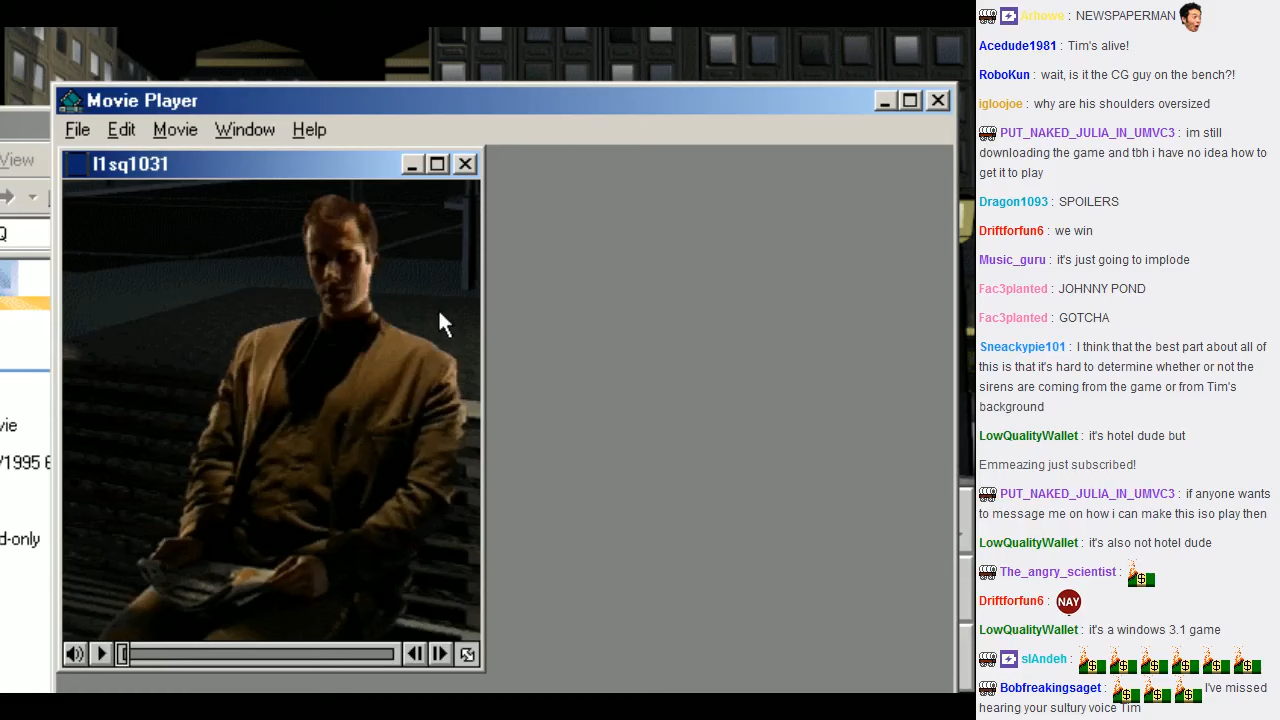 Movie Player
File Edit Movie Window Help
l1sq1031
View
Q
vie
/1995 6
d-only
Arhowe : NEWSPAPERMAN
Acedude1981 : Tim's alive!
RoboKun : wait, is it the CG guy on the bench?!
igloojoe : why are his shoulders oversized
PUT_NAKED_JULIA_IN_UMVC3 : im still
downloading the game and tbh i have no idea how to
get it to play
Dragon1093 : SPOILERS
Driftforfun6 : we win
Music_guru : it's just going to implode
Fac3planted : JOHNNY POND
Fac3planted : GOTCHA
Sneackypie101 : I think that the best part about all of
this is that it's hard to determine whether or not the
sirens are coming from the game or from Tim's
background
LowQualityWallet : it's hotel dude but
Emmeazing just subscribed!
PUT_NAKED_JULIA_IN_UMVC3 : if anyone wants
to message me on how i can make this iso play then
LowQualityWallet : it's also not hotel dude
The_angry_scientist :
Driftforfun6 : NAY
LowQualityWallet : it's a windows 3.1 game
slAndeh :
Bobfreakingsaget : I've missed
hearing your sultury voice Tim